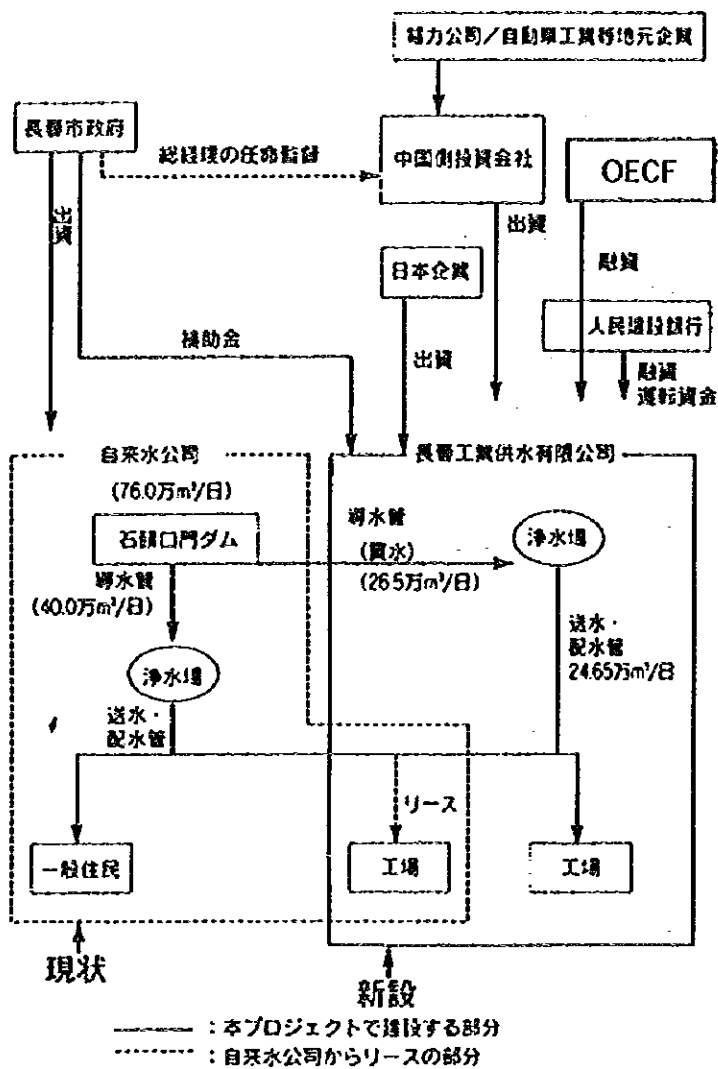 電力公司／自動車工業等地元企業
長春市政府
総経理の任命監督
中国側投資会社
OECF
出資
出資
日本企業
融資
人民建設銀行
補助金
出資
融資
運転資金
自来水公司
長春工業供水有限公司
(76.0万m³/日)
石頭口門ダム
導水管
(40.0万m³/日)
導水管
(買水)
(26.5万m³/日)
浄水場
浄水場
送水・
配水管
24.65万m³/日
送水・
配水管
リース
一般住民
工場
工場
現状
新設
：本プロジェクトで建設する部分
：自来水公司からリースの部分